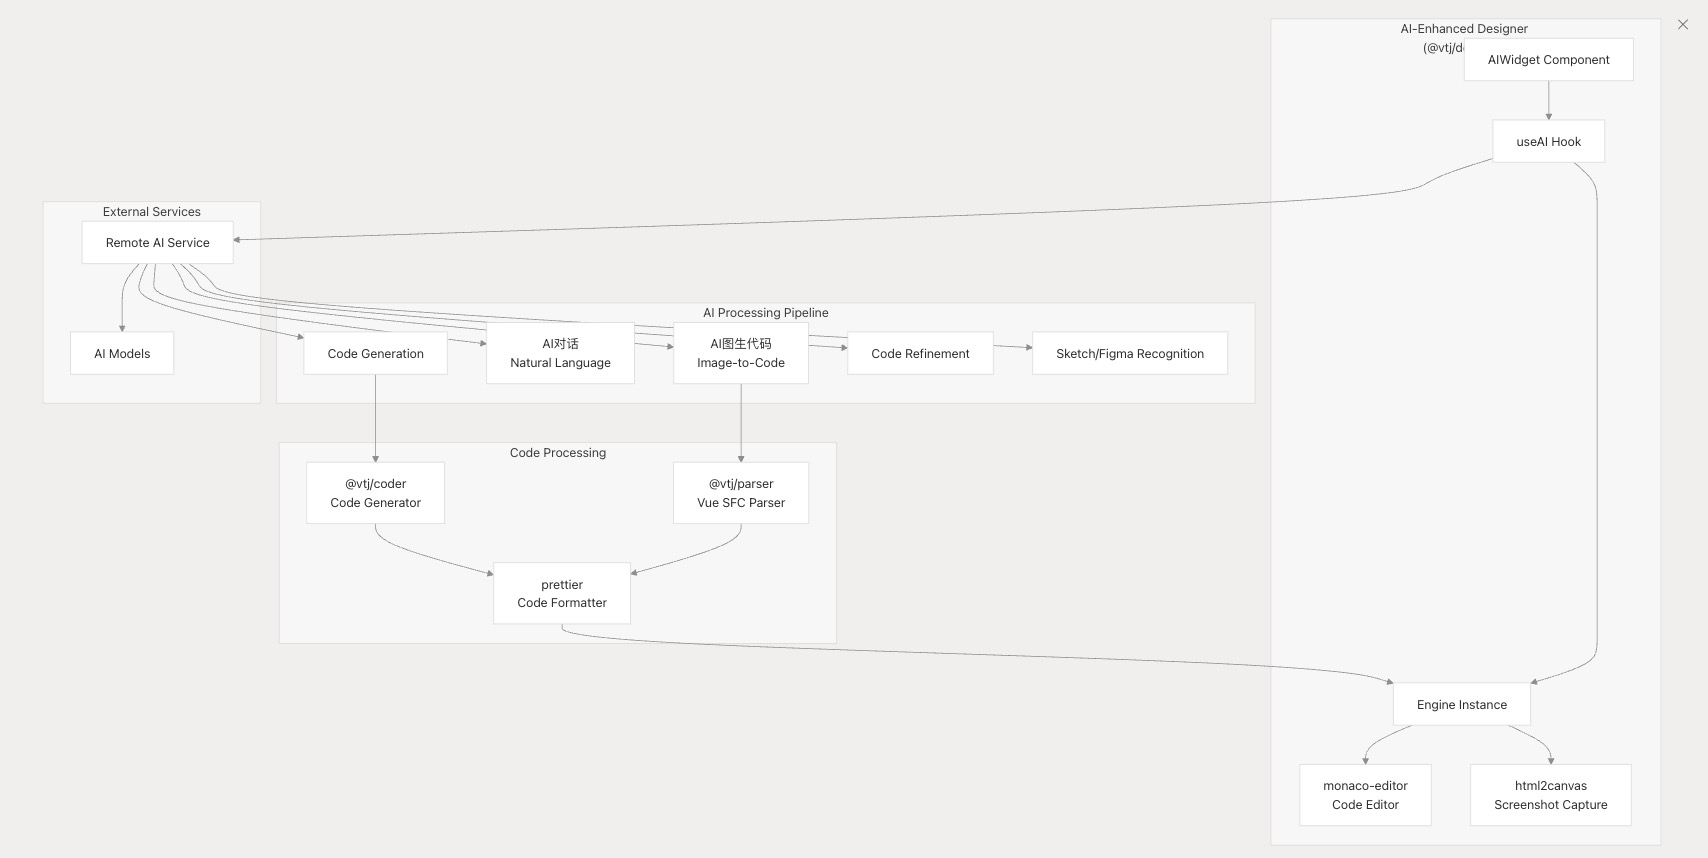 AI-Enhanced Designer
(@vtj/d
AIWidget Component
useAI Hook
External Services
Remote AI Service
AI Models
AI Processing Pipeline
Code Generation
AI对话
Natural Language
AI图生代码
Image-to-Code
Code Refinement
Sketch/Figma Recognition
Code Processing
@vtj/coder
Code Generator
@vtj/parser
Vue SFC Parser
prettier
Code Formatter
Engine Instance
monaco-editor
Code Editor
html2canvas
Screenshot Capture